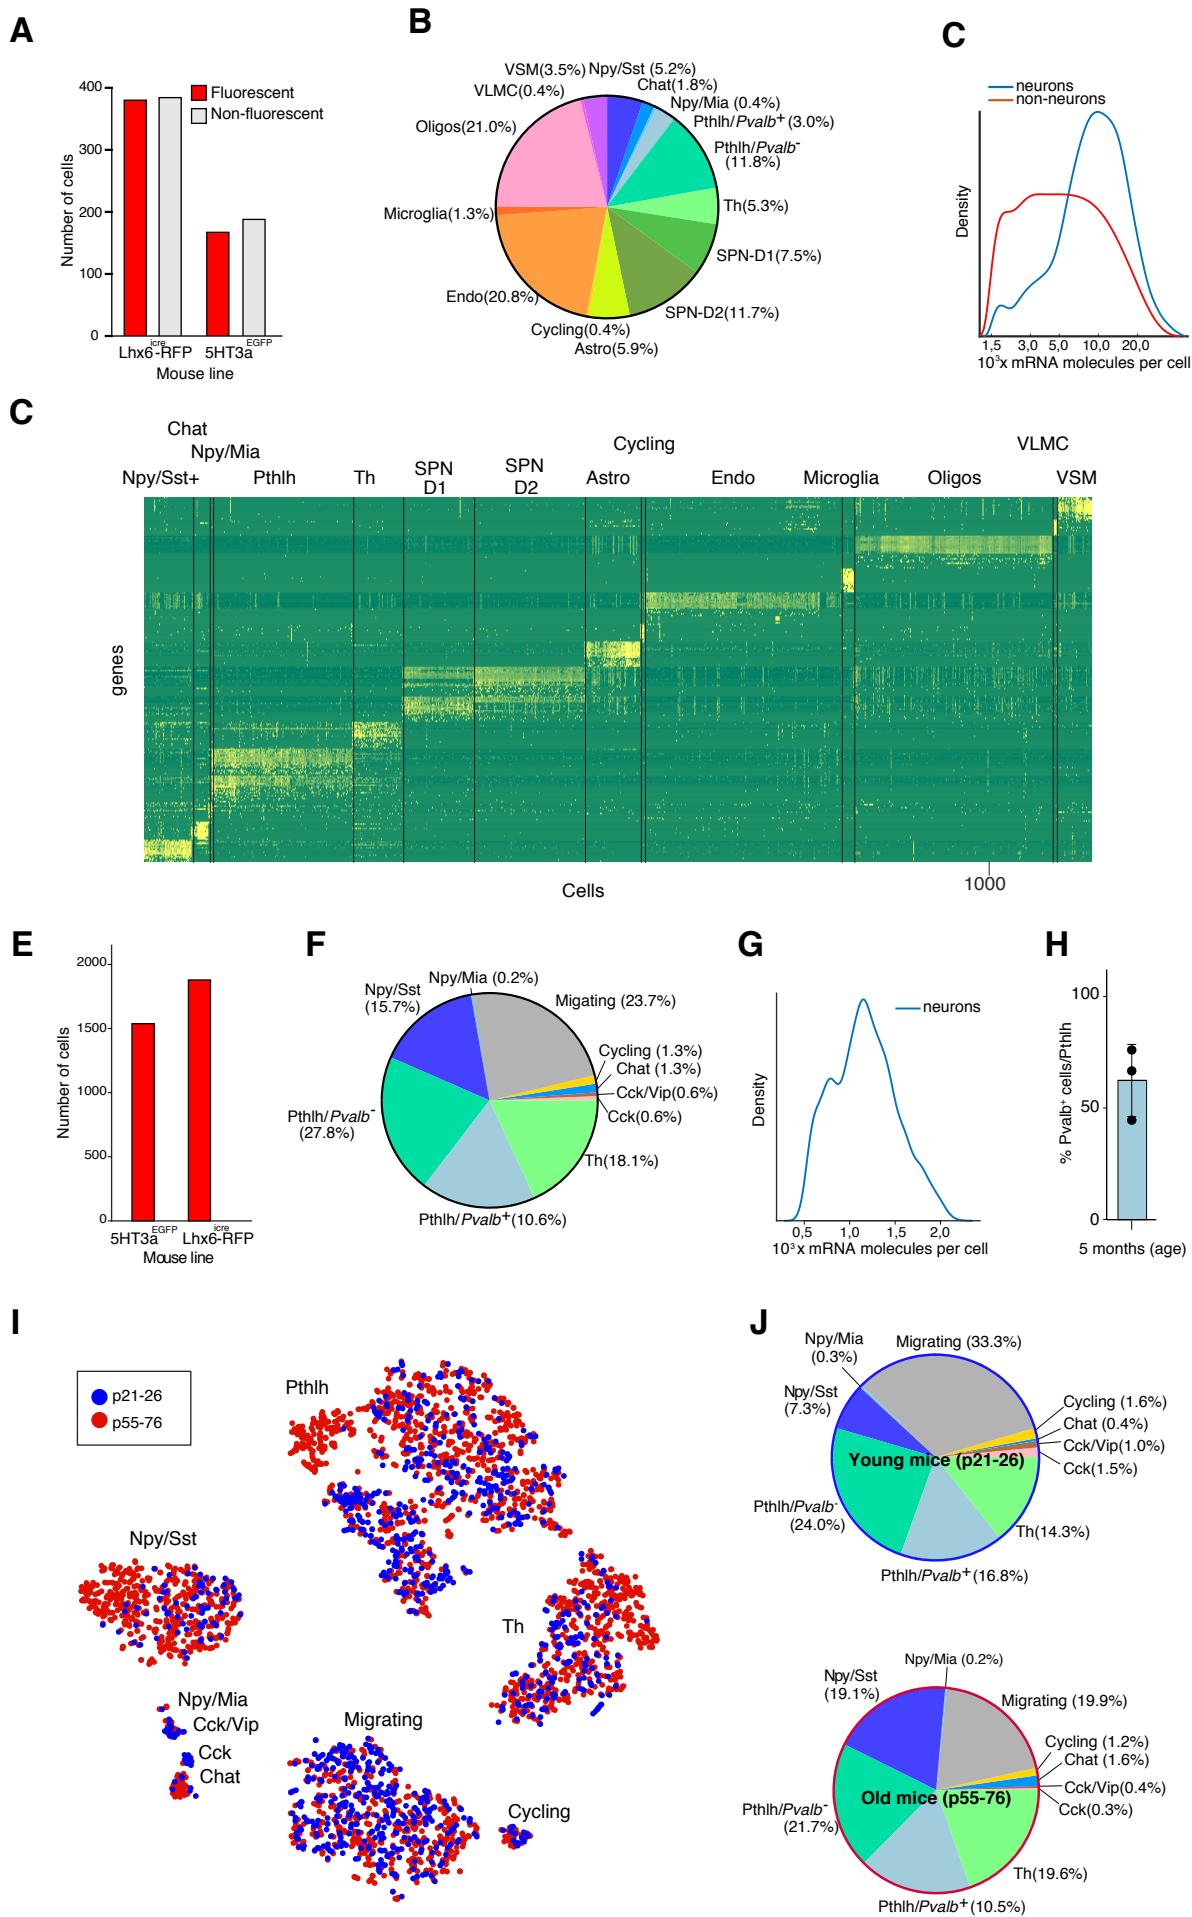 A
400
300
200
100
0
Number of cells
Fluorescent
Non-fluorescent
Lhx6icre-RFP
5HT3aEGFP
Mouse line
B
VSM(3.5%)
Npy/Sst (5.2%)
VLMC(0.4%)
Chat(1.8%)
Npy/Mia (0.4%)
Oligos(21.0%)
Pthlh/Pvalb+(3.0%)
Pthlh/Pvalb-
(11.8%)
Microglia(1.3%)
Th(5.3%)
SPN-D1(7.5%)
Endo(20.8%)
SPN-D2(11.7%)
Cycling(0.4%)
Astro(5.9%)
C
neurons
non-neurons
Density
1,5 3,0 5,0 10,0 20,0
10³x mRNA molecules per cell
C
Chat
Npy/Mia
Cycling
VLMC
Npy/Sst+
Pthlh
Th
SPN
D1
SPN
D2
Astro
Endo
Microglia
Oligos
VSM
genes
1000
Cells
E
2000
1500
1000
500
0
Number of cells
5HT3aEGFP
Lhx6icre-RFP
Mouse line
F
Npy/Mia (0.2%)
Npy/Sst
(15.7%)
Migating (23.7%)
Cycling (1.3%)
Chat (1.3%)
Cck/Vip(0.6%)
Cck(0.6%)
Pthlh/Pvalb-
(27.8%)
Th(18.1%)
Pthlh/Pvalb+(10.6%)
G
neurons
Density
0,5 1,0 1,5 2,0
10³ x mRNA molecules per cell
H
100
50
0
% Pvalb+ cells/Pthlh
5 months (age)
I
p21-26
p55-76
Pthlh
Npy/Sst
Th
Npy/Mia
Cck/Vip
Cck
Chat
Migrating
Cycling
J
Npy/Mia
(0.3%)
Migrating (33.3%)
Npy/Sst
(7.3%)
Cycling (1.6%)
Chat (0.4%)
Cck/Vip(1.0%)
Cck(1.5%)
Young mice (p21-26)
Pthlh/Pvalb-
(24.0%)
Th(14.3%)
Pthlh/Pvalb+(16.8%)
Npy/Mia (0.2%)
Npy/Sst
(19.1%)
Migrating (19.9%)
Cycling (1.2%)
Chat (1.6%)
Cck/Vip(0.4%)
Cck(0.3%)
Old mice (p55-76)
Pthlh/Pvalb-
(21.7%)
Th(19.6%)
Pthlh/Pvalb+(10.5%)